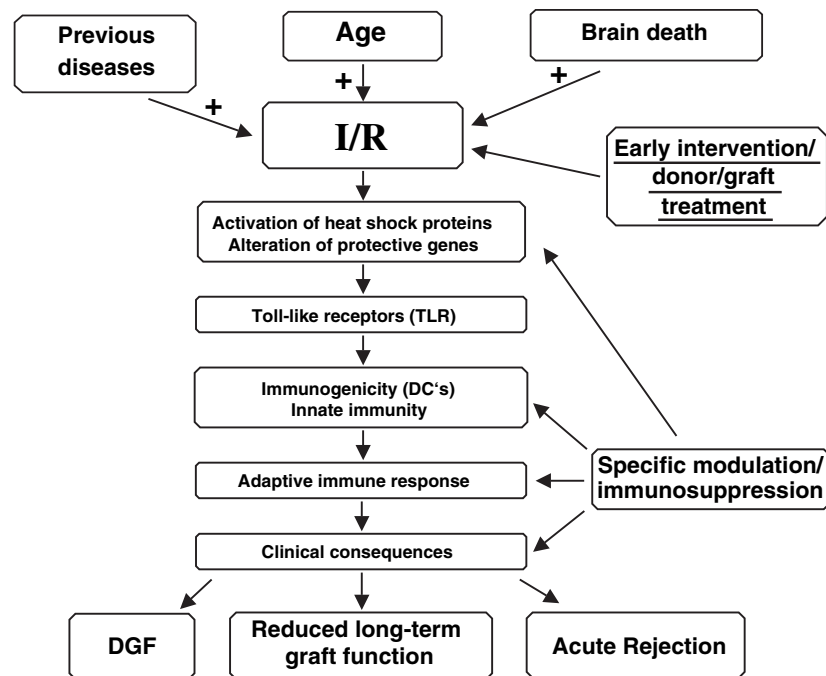 Previous
diseases
Age
Brain death
+
+
+
I/R
Early intervention/
donor/graft
treatment
Activation of heat shock proteins
Alteration of protective genes
Toll-like receptors (TLR)
Immunogenicity (DC‘s)
Innate immunity
Specific modulation/
immunosuppression
Adaptive immune response
Clinical consequences
DGF
Reduced long-term
graft function
Acute Rejection